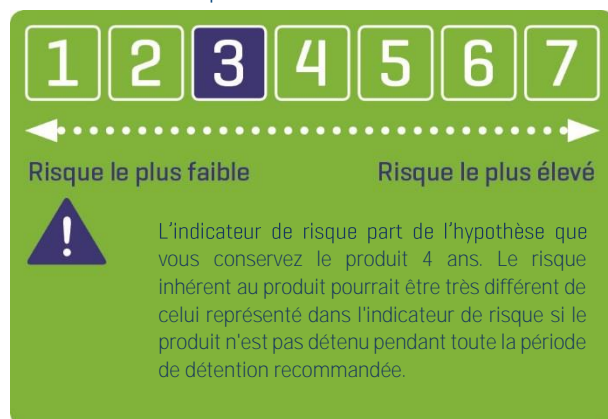 1 2 3 4 5 6 7
Risque le plus faible Risque le plus élevé
!
L'indicateur de risque part de l'hypothèse que
vous conservez le produit 4 ans. Le risque
inhérent au produit pourrait être très différent de
celui représenté dans l'indicateur de risque si le
produit n'est pas détenu pendant toute la période
de détention recommandée.